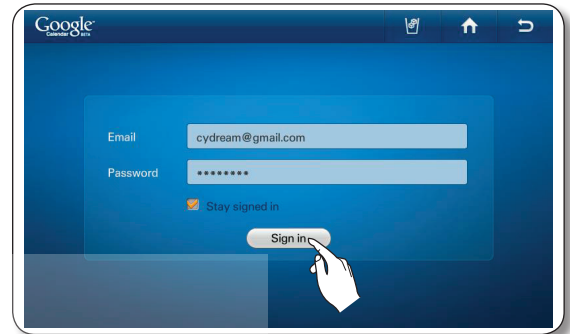 Google
Calendar BETA
Email
cydream@gmail.com
Password
********
Stay signed in
Sign in